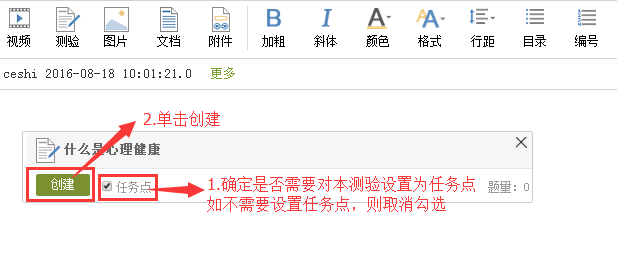 视频 测验 图片 文档 附件 B 加粗 I 斜体 A 颜色 A 格式 行距 目录 编号
ceshi 2016-08-18 10:01:21.0 更多
2.单击创建
什么是心理健康
创建 任务点 题量：0
1.确定是否需要对本测验设置为任务点
如不需要设置任务点，则取消勾选